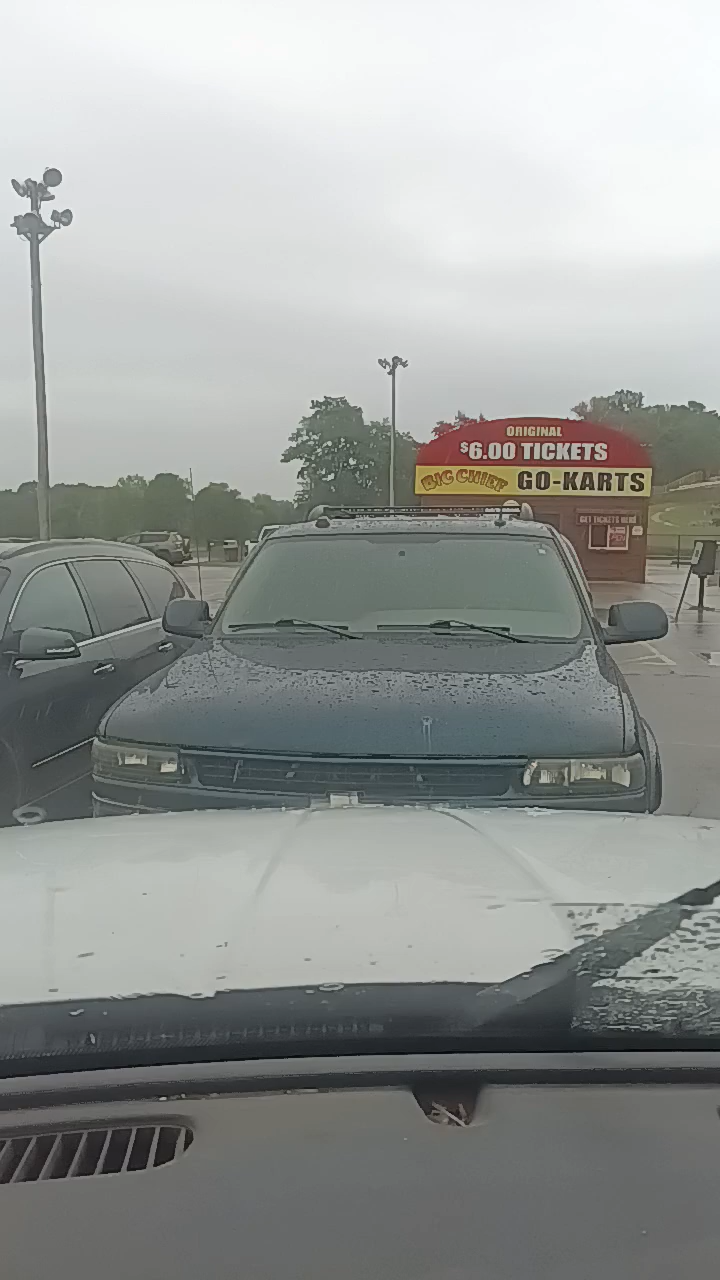 ORIGINAL
$6.00 TICKETS
BIG CHIEF GO-KARTS
GET TICKETS HERE